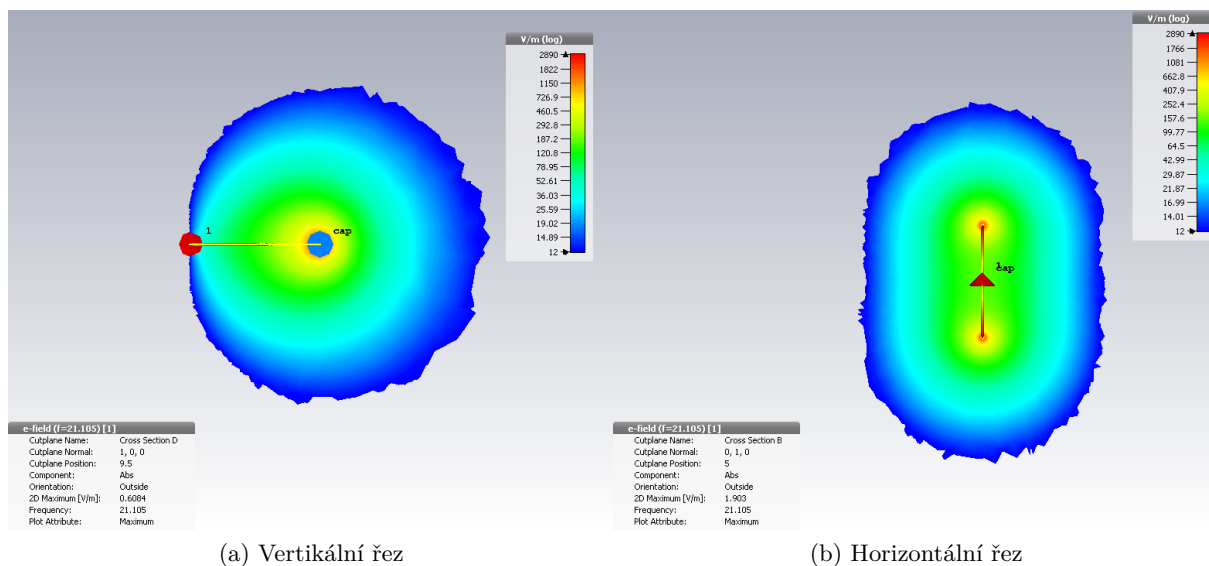 V/m (log)
2890
1822
1150
726.9
460.5
292.8
187.2
120.8
78.95
52.61
36.03
25.59
19.02
14.89
12
1
cap
e-field (f=21.105) [1]
Cutplane Name: Cross Section D
Cutplane Normal: 1, 0, 0
Cutplane Position: 9.5
Component: Abs
Orientation: Outside
2D Maximum [V/m]: 0.6084
Frequency: 21.105
Plot Attribute: Maximum
(a) Vertikální řez
V/m (log)
2890
1766
1081
662.8
407.9
252.4
157.6
99.77
64.5
42.99
29.87
21.87
16.99
14.01
12
1
cap
e-field (f=21.105) [1]
Cutplane Name: Cross Section B
Cutplane Normal: 0, 1, 0
Cutplane Position: 5
Component: Abs
Orientation: Outside
2D Maximum [V/m]: 1.903
Frequency: 21.105
Plot Attribute: Maximum
(b) Horizontální řez